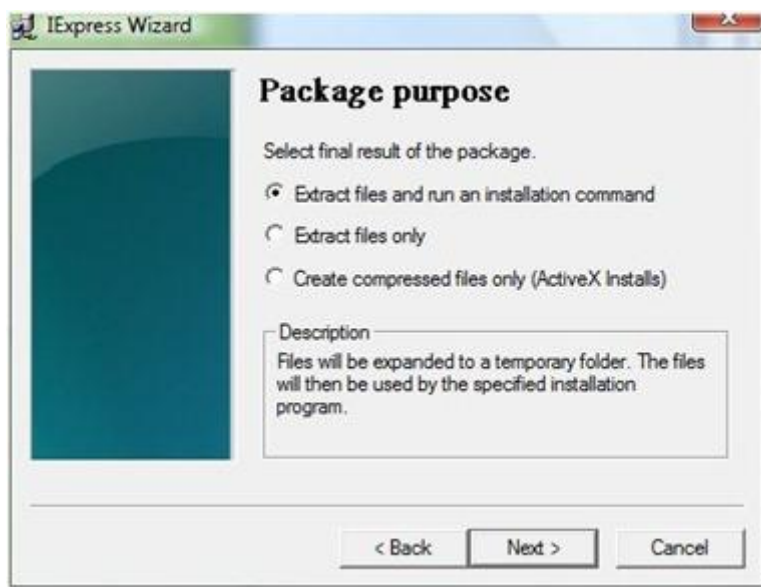 IExpress Wizard
Package purpose
Select final result of the package.
Extract files and run an installation command
Extract files only
Create compressed files only (ActiveX Installs)
Description
Files will be expanded to a temporary folder. The files
will then be used by the specified installation
program.
< Back
Next >
Cancel